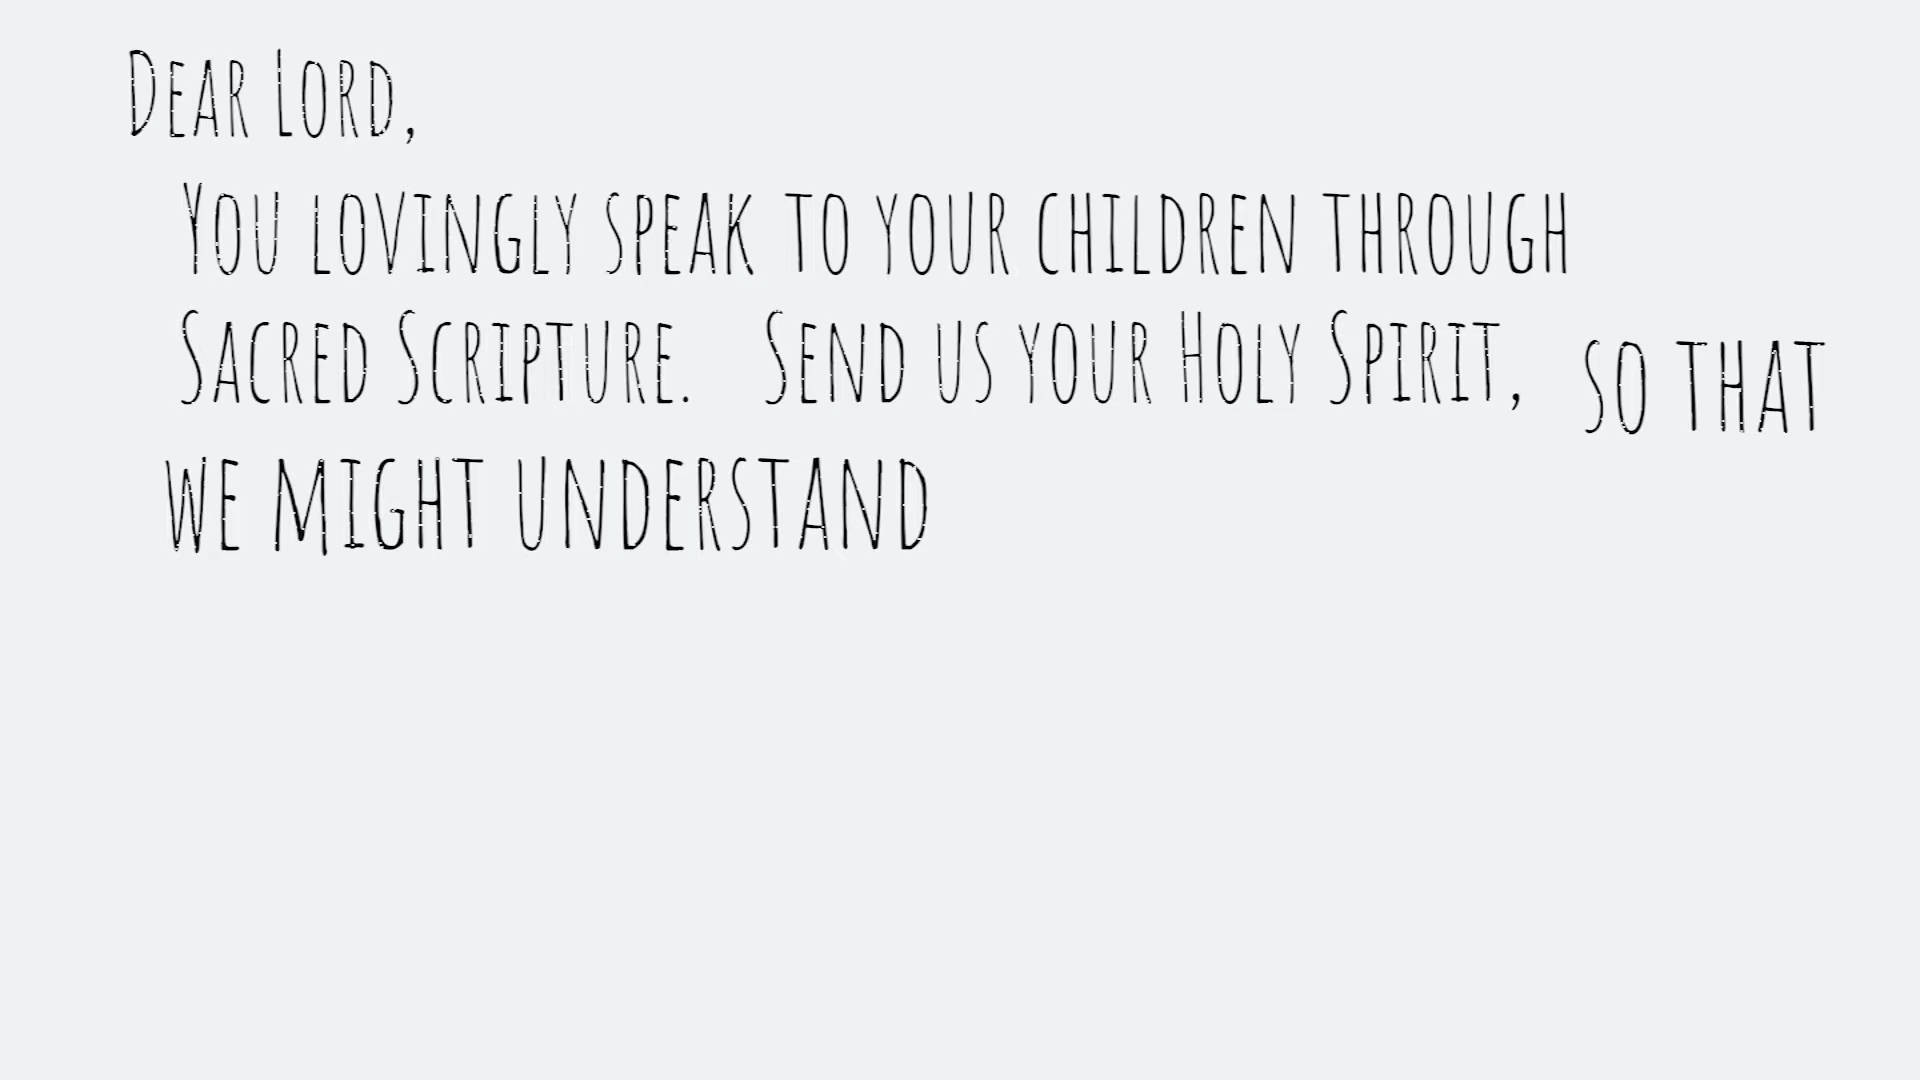 Dear Lord,
You lovingly speak to your children through
Sacred Scripture. Send us your Holy Spirit, so that
we might understand